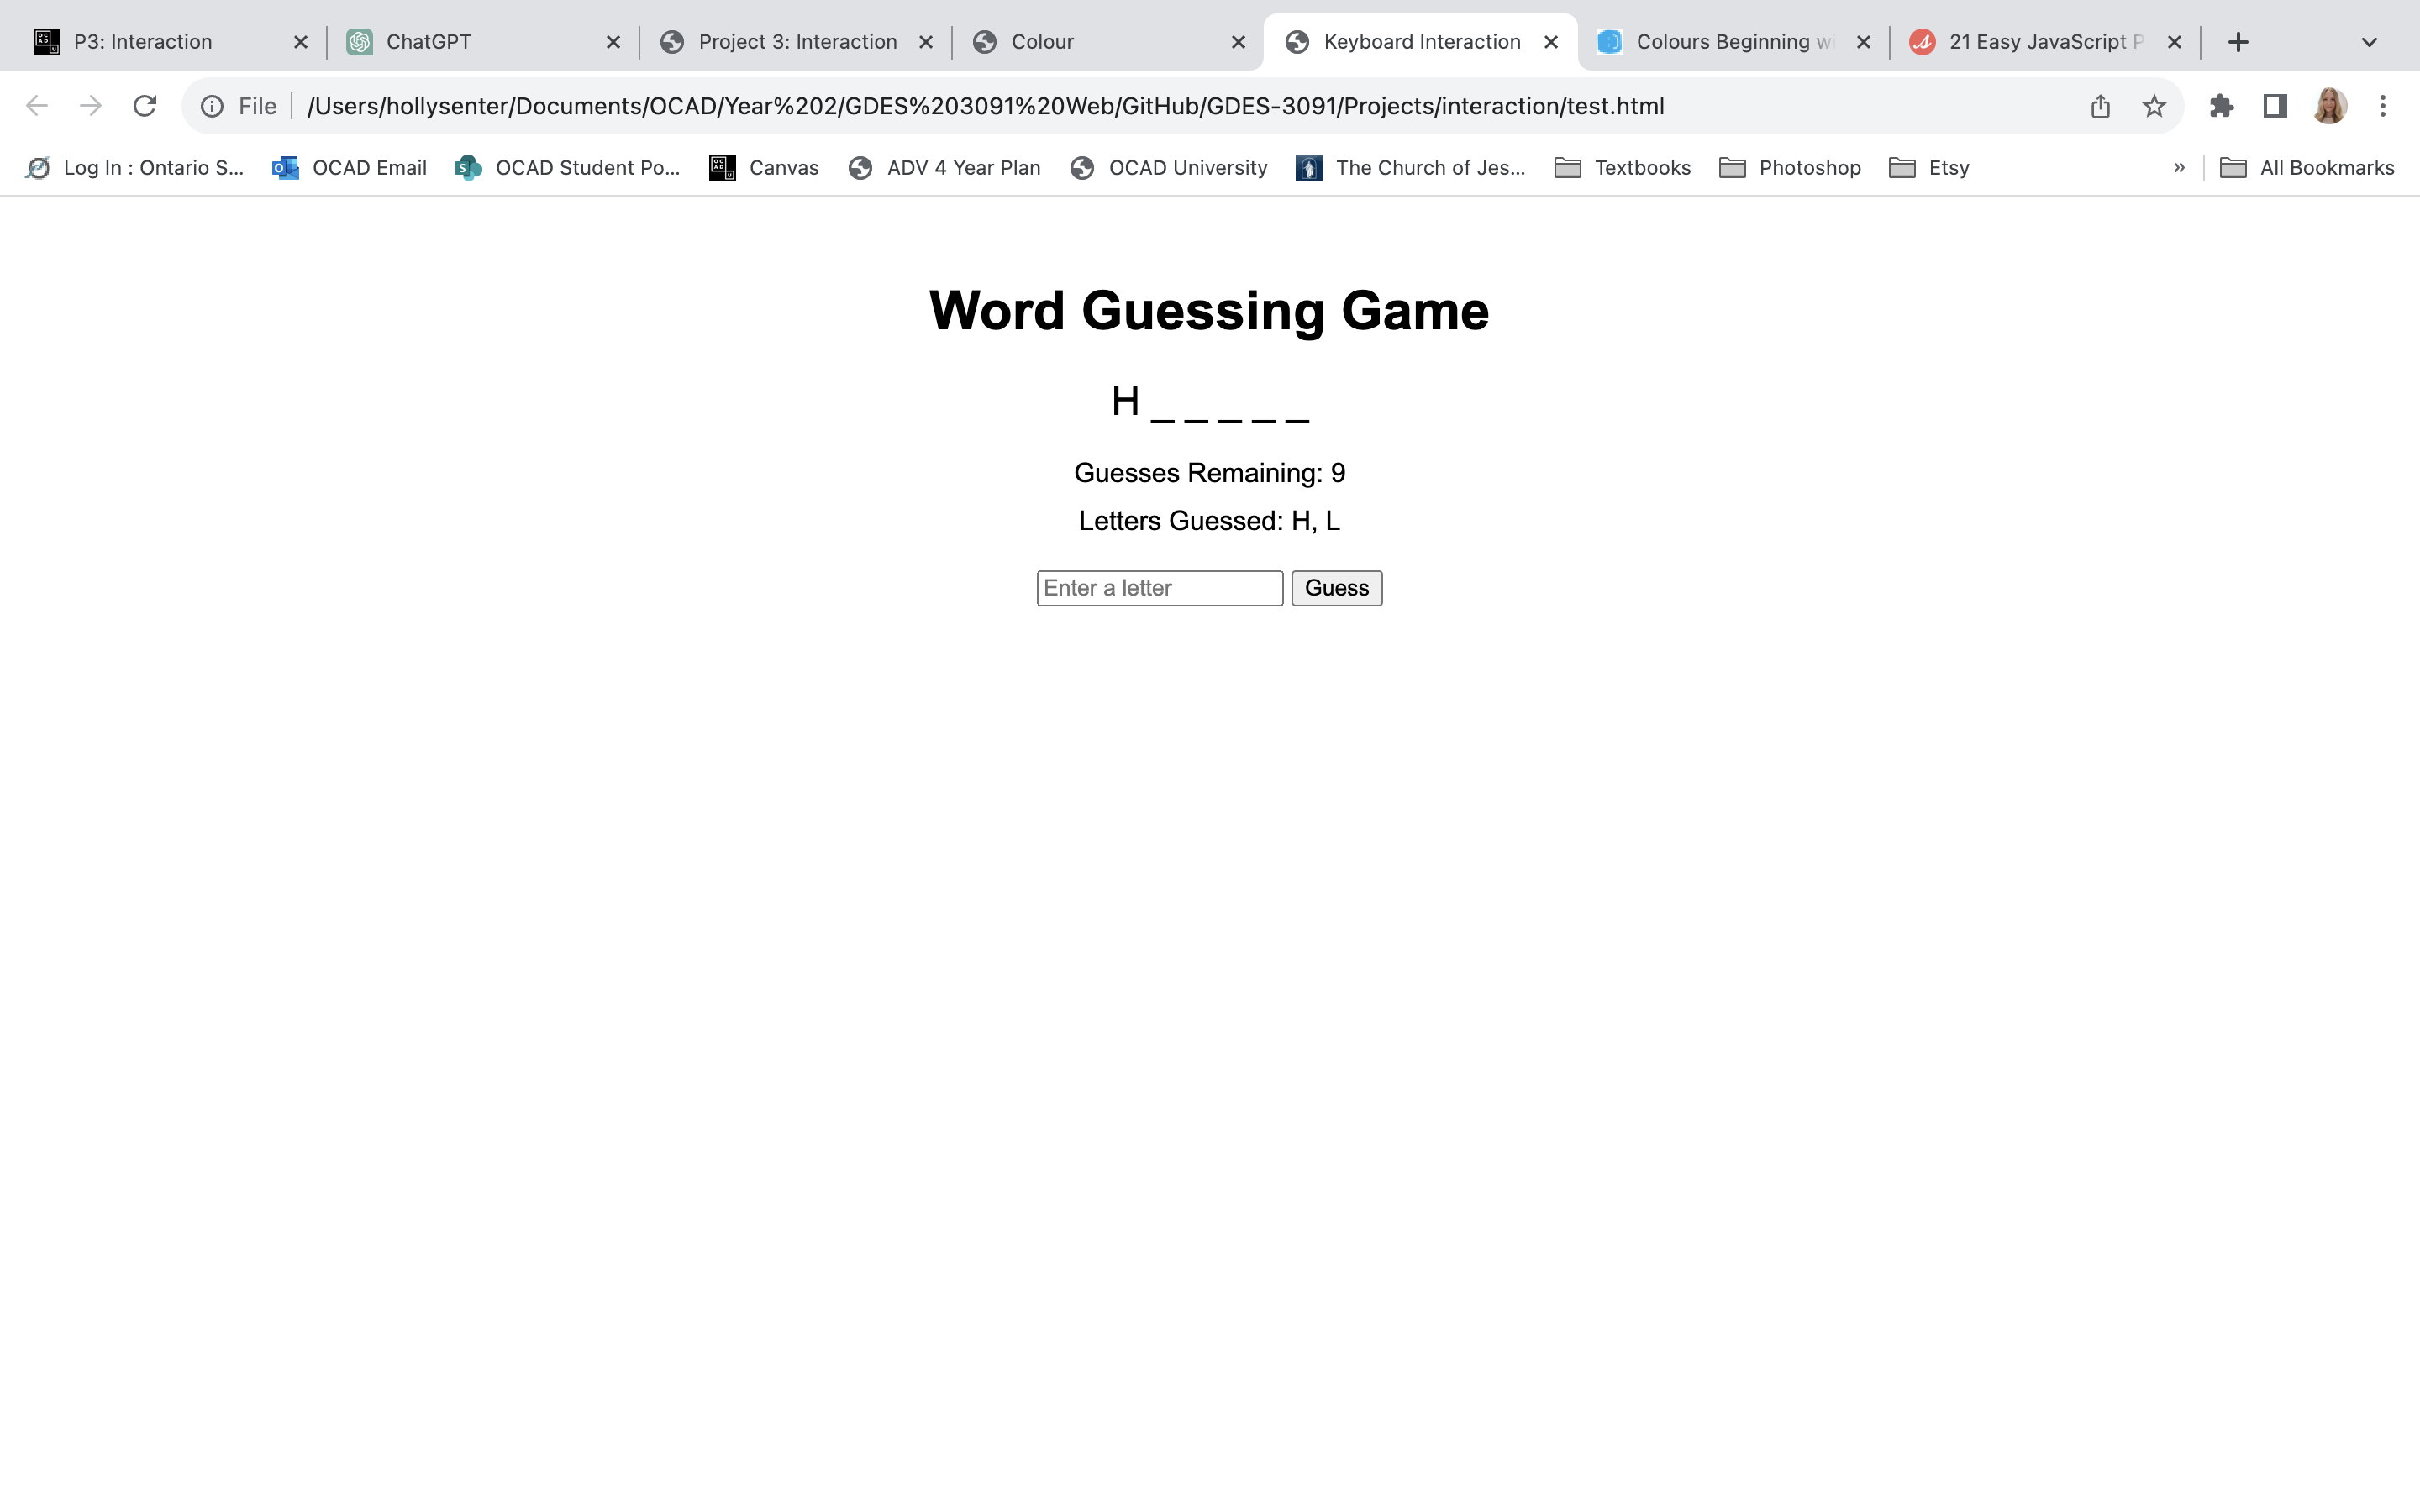 P3: Interaction ChatGPT Project 3: Interaction Colour Keyboard Interaction Colours Beginning wi 21 Easy JavaScript P
File /Users/hollysenter/Documents/OCAD/Year%202/GDES%203091%20Web/GitHub/GDES-3091/Projects/interaction/test.html
Log In : Ontario S... OCAD Email OCAD Student Po... Canvas ADV 4 Year Plan OCAD University The Church of Jes... Textbooks Photoshop Etsy » All Bookmarks
Word Guessing Game
H _ _ _ _ _
Guesses Remaining: 9
Letters Guessed: H, L
Enter a letter Guess